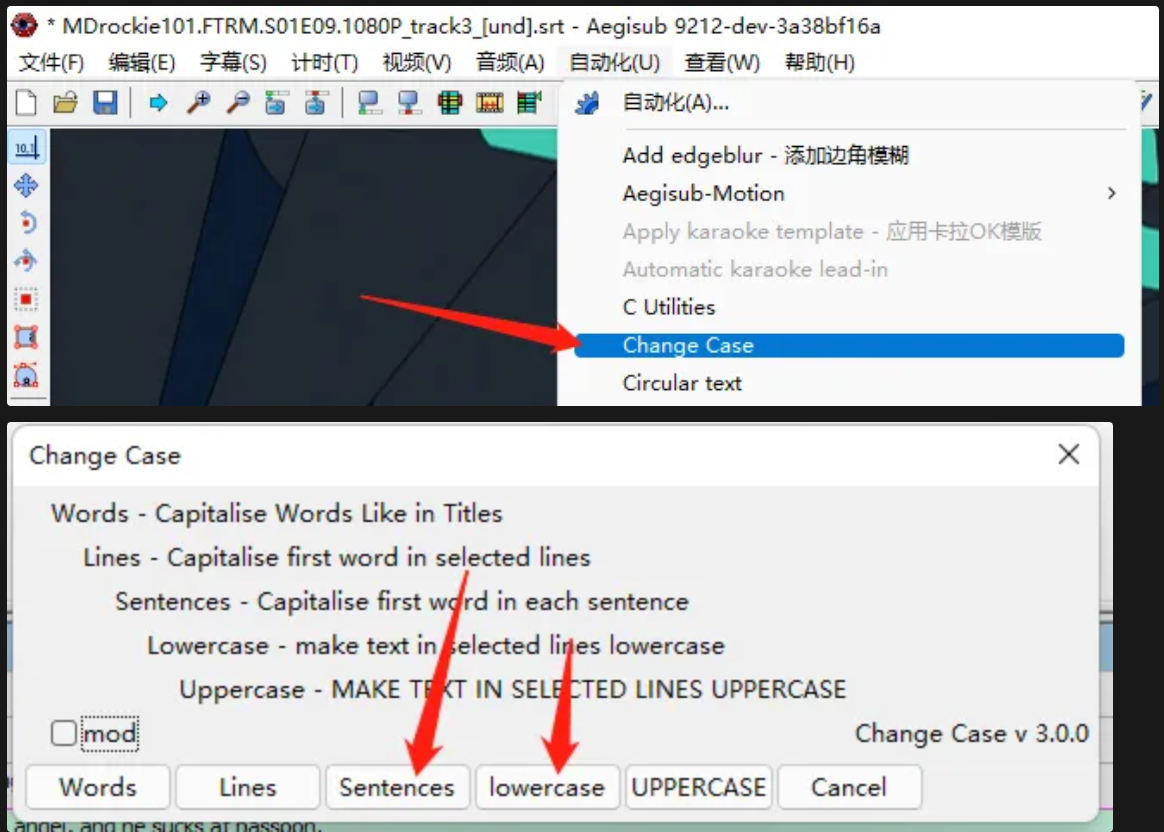 * MDrockie101.FTRM.S01E09.1080P_track3_[und].srt - Aegisub 9212-dev-3a38bf16a
文件(F) 编辑(E) 字幕(S) 计时(T) 视频(V) 音频(A) 自动化(U) 查看(W) 帮助(H)
自动化(A)...
Add edgeblur - 添加边角模糊
Aegisub-Motion
Apply karaoke template - 应用卡拉OK模版
Automatic karaoke lead-in
C Utilities
Change Case
Circular text
Change Case
Words - Capitalise Words Like in Titles
Lines - Capitalise first word in selected lines
Sentences - Capitalise first word in each sentence
Lowercase - make text in selected lines lowercase
Uppercase - MAKE TEXT IN SELECTED LINES UPPERCASE
mod
Change Case v 3.0.0
Words Lines Sentences lowercase UPPERCASE Cancel
angel, and he sucks at bassoon.